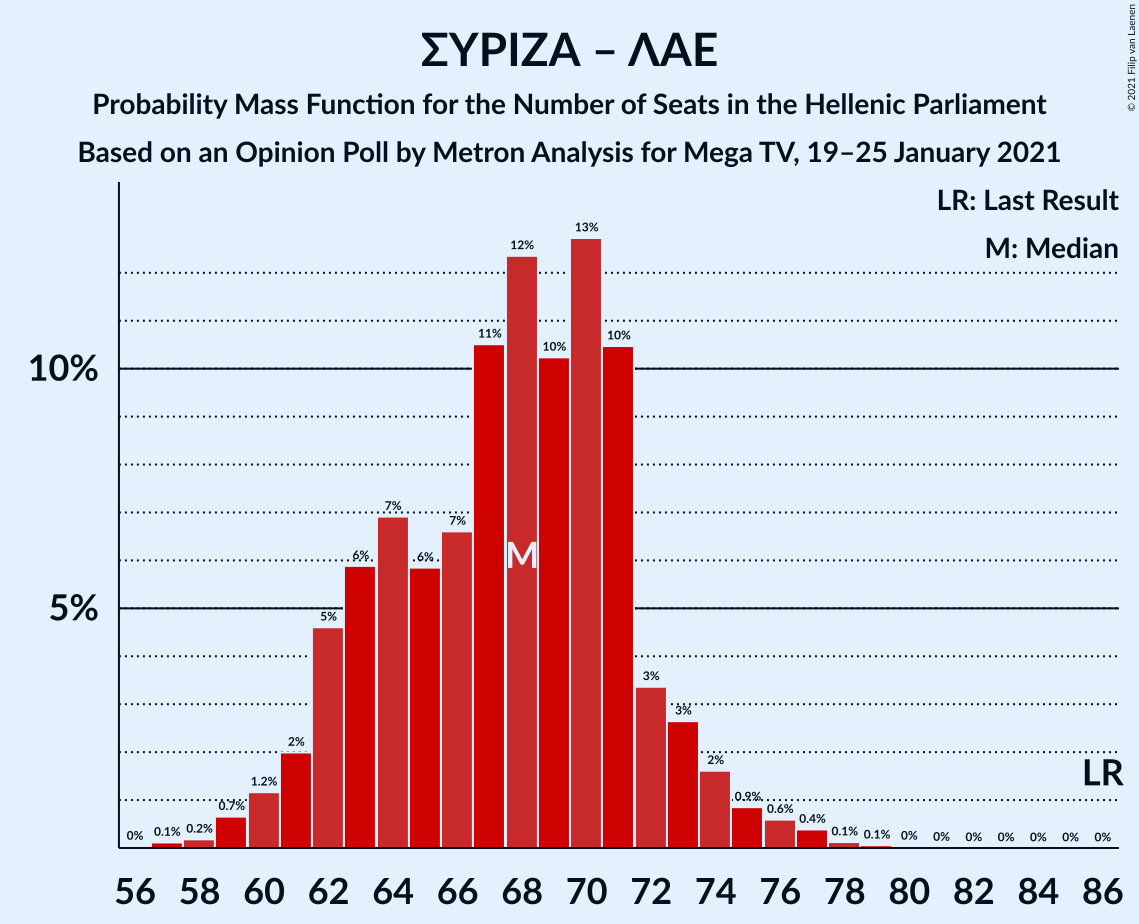 ΣΥΡΙΖΑ – ΛΑΕ
Probability Mass Function for the Number of Seats in the Hellenic Parliament
Based on an Opinion Poll by Metron Analysis for Mega TV, 19–25 January 2021
© 2021 Filip van Laenen
LR: Last Result
M: Median
10%
5%
0% 0.1% 0.2% 0.7% 1.2% 2% 5% 6% 7% 6% 7% 11% 12% 10% 13% 10% 3% 3% 2% 0.9% 0.6% 0.4% 0.1% 0.1% 0% 0% 0% 0% 0% 0% 0%
M
LR
56 58 60 62 64 66 68 70 72 74 76 78 80 82 84 86